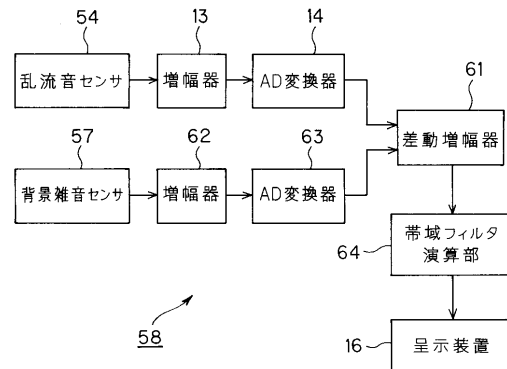 54
13
14
乱流音センサ
増幅器
AD変換器
61
57
62
63
差動増幅器
背景雑音センサ
増幅器
AD変換器
帯域フィルタ
演算部
64
58
呈示装置
16